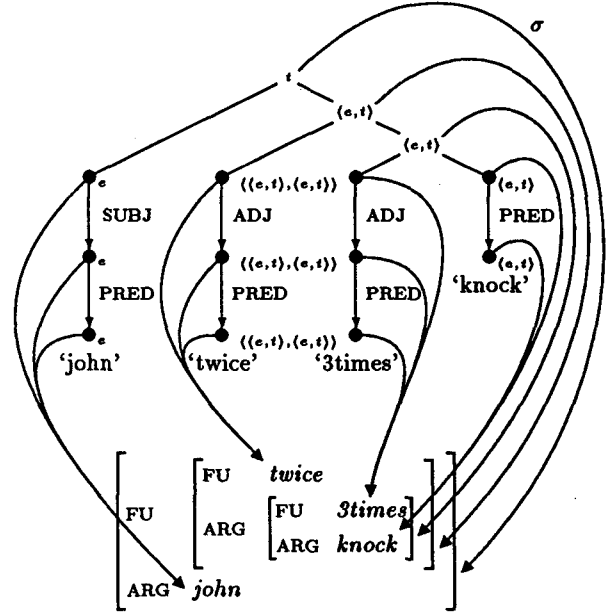 σ
t
⟨e,t⟩
⟨e,t⟩
e ⟨⟨e,t⟩,⟨e,t⟩⟩ ⟨e,t⟩
SUBJ ADJ ADJ PRED
e ⟨⟨e,t⟩,⟨e,t⟩⟩ ⟨e,t⟩
PRED PRED PRED 'knock'
e ⟨⟨e,t⟩,⟨e,t⟩⟩
'john' 'twice' '3times'
FU twice
FU FU 3times
ARG
ARG knock
ARG john